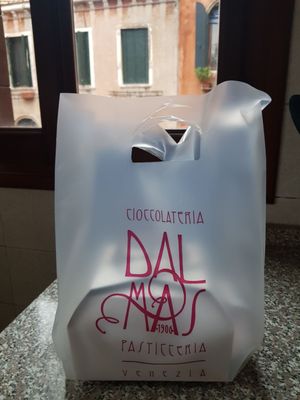 CIOCCOLATERIA
DAL
MAS
1906
PASTICCERIA
VENEZIA